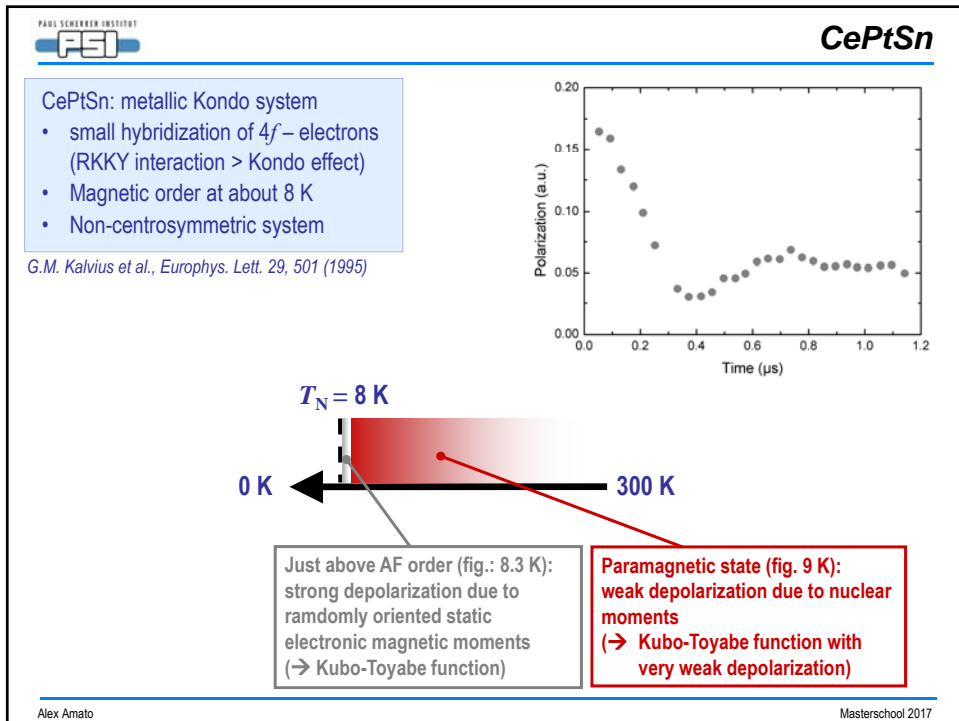 PAUL SCHERRER INSTITUT
PSI
CePtSn
CePtSn: metallic Kondo system
• small hybridization of 4f – electrons
(RKKY interaction > Kondo effect)
• Magnetic order at about 8 K
• Non-centrosymmetric system
G.M. Kalvius et al., Europhys. Lett. 29, 501 (1995)
0.20
0.15
0.10
0.05
0.00
Polarization (a.u.)
0.0 0.2 0.4 0.6 0.8 1.0 1.2
Time (µs)
T_N = 8 K
0 K
300 K
Just above AF order (fig.: 8.3 K):
strong depolarization due to
ramdomly oriented static
electronic magnetic moments
(→ Kubo-Toyabe function)
Paramagnetic state (fig. 9 K):
weak depolarization due to nuclear
moments
(→ Kubo-Toyabe function with
very weak depolarization)
Alex Amato
Masterschool 2017